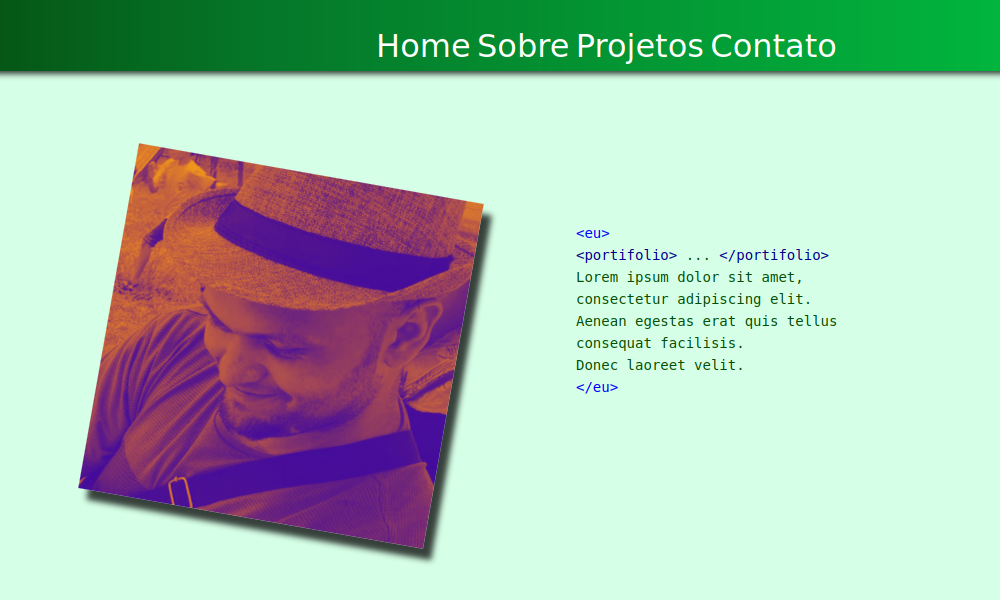 Home Sobre Projetos Contato
<eu>
<portifolio> ... </portifolio>
Lorem ipsum dolor sit amet,
consectetur adipiscing elit.
Aenean egestas erat quis tellus
consequat facilisis.
Donec laoreet velit.
</eu>